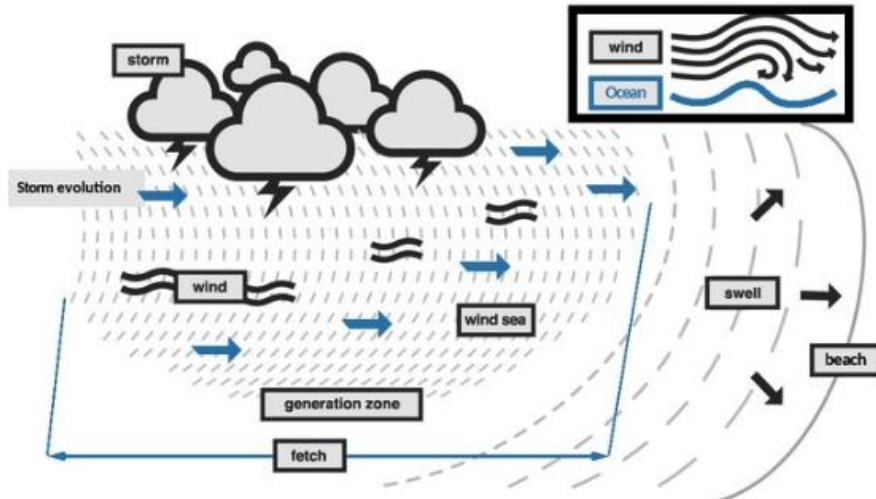 storm
wind
Ocean
Storm evolution
wind
wind sea
swell
beach
generation zone
fetch